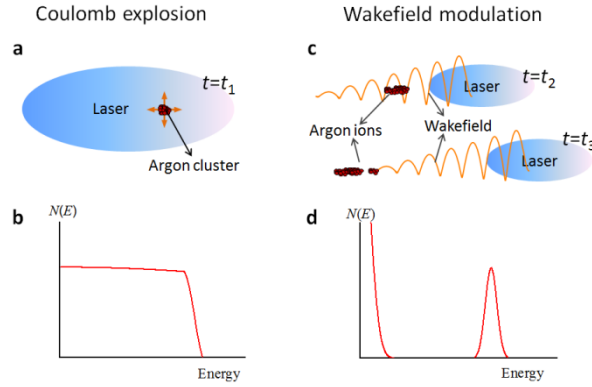 Coulomb explosion
Wakefield modulation
a
t=t1
Laser
Argon cluster
c
Laser
t=t2
Argon ions
Wakefield
Laser
t=t3
b
N(E)
Energy
d
N(E)
Energy